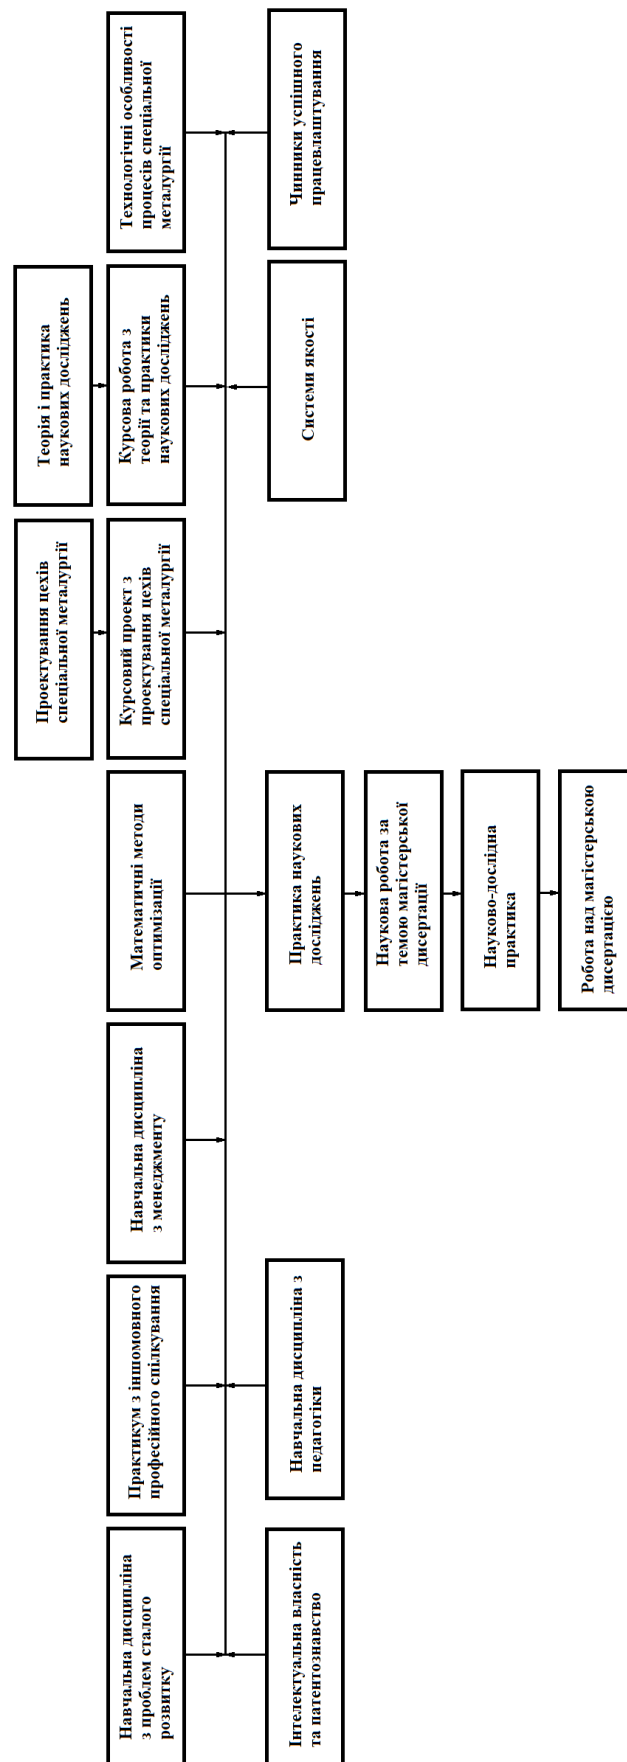 Проектування цехів
спеціальної металургії
Теорія і практика
наукових досліджень
Навчальна дисципліна
з проблем сталого
розвитку
Практикум з іншомовного
професійного спілкування
Навчальна дисципліна
з менеджменту
Математичні методи
оптимізації
Курсовий проект з
проектування цехів
спеціальної металургії
Курсова робота з
теорії та практики
наукових досліджень
Технологічні особливості
процесів спеціальної
металургії
Інтелектуальна власність
та патентознавство
Навчальна дисципліна з
педагогіки
Практика наукових
досліджень
Системи якості
Чинники успішного
працевлаштування
Наукова робота за
темою магістерської
дисертації
Науково-дослідна
практика
Робота над магістерською
дисертацією